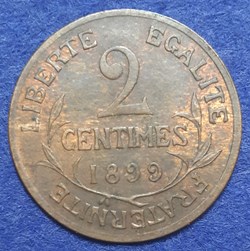 LIBERTE EGALITE
FRATERNITE
2
CENTIMES
1899